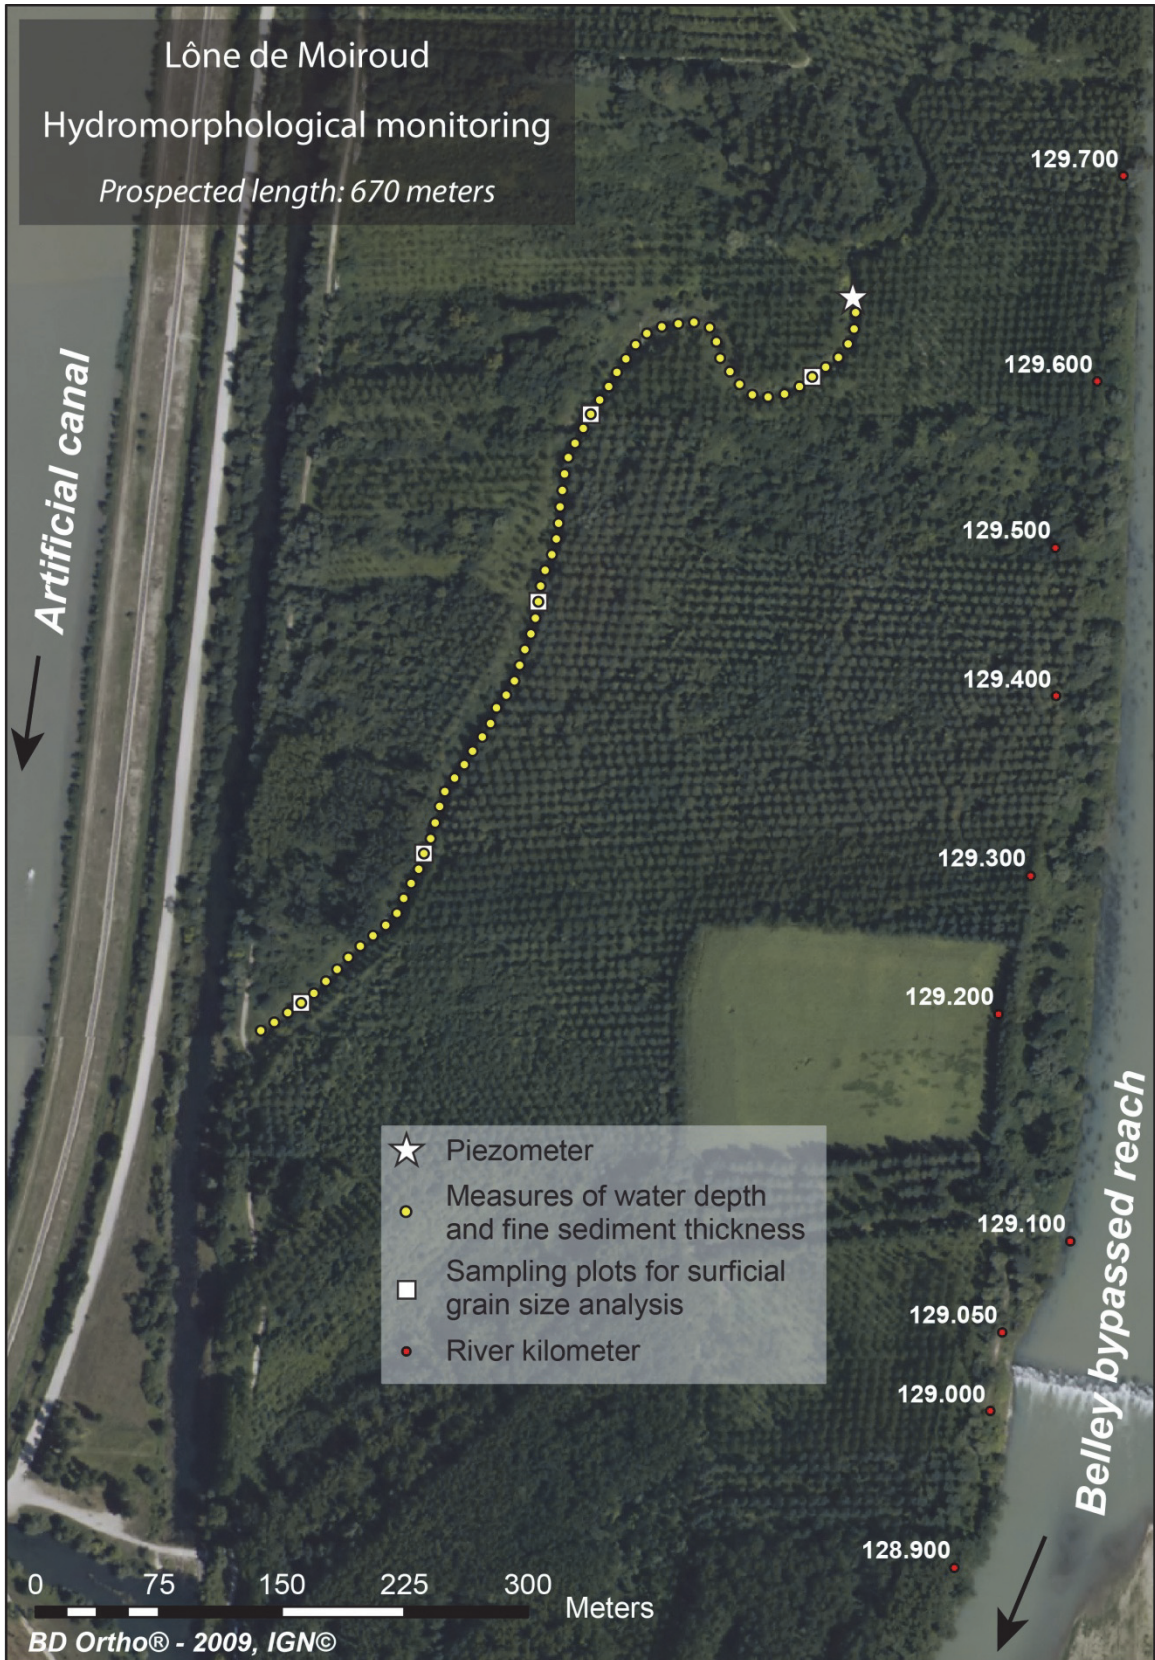 Lône de Moiroud
Hydromorphological monitoring
Prospected length: 670 meters
129.700
129.600
Artificial canal
129.500
129.400
129.300
129.200
Piezometer
Measures of water depth
and fine sediment thickness
Sampling plots for surficial
grain size analysis
River kilometer
129.100
129.050
129.000
Belley bypassed reach
128.900
0 75 150 225 300
Meters
BD Ortho® - 2009, IGN©